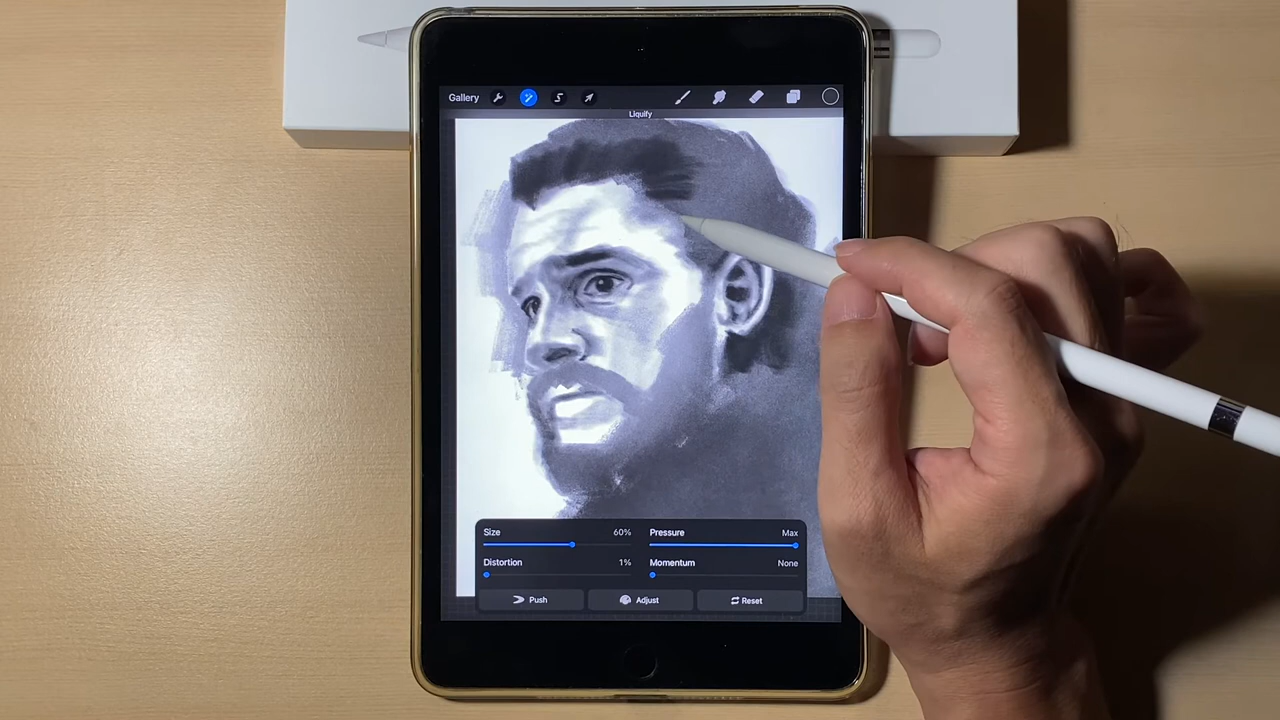 Gallery
Liquify
Size 60% Pressure Max
Distortion 1% Momentum None
Push Adjust Reset